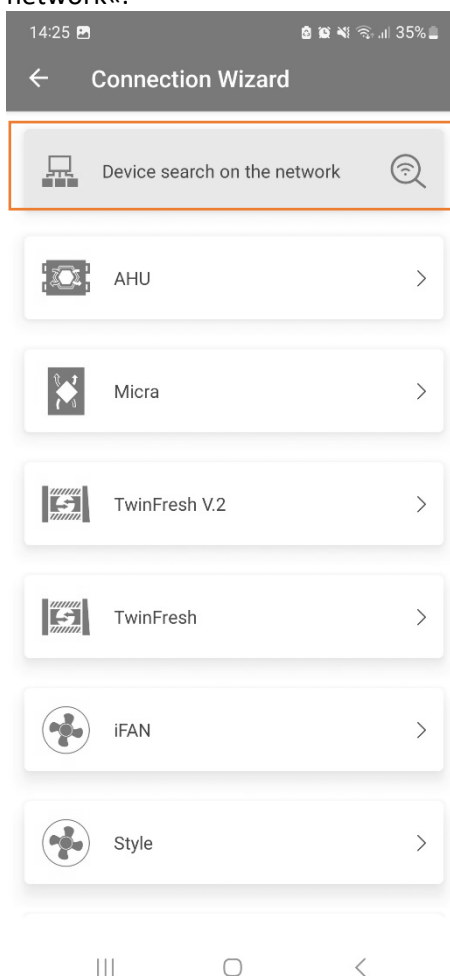 network«.
14:25 35%
Connection Wizard
Device search on the network
AHU
Micra
TwinFresh V.2
TwinFresh
iFAN
Style